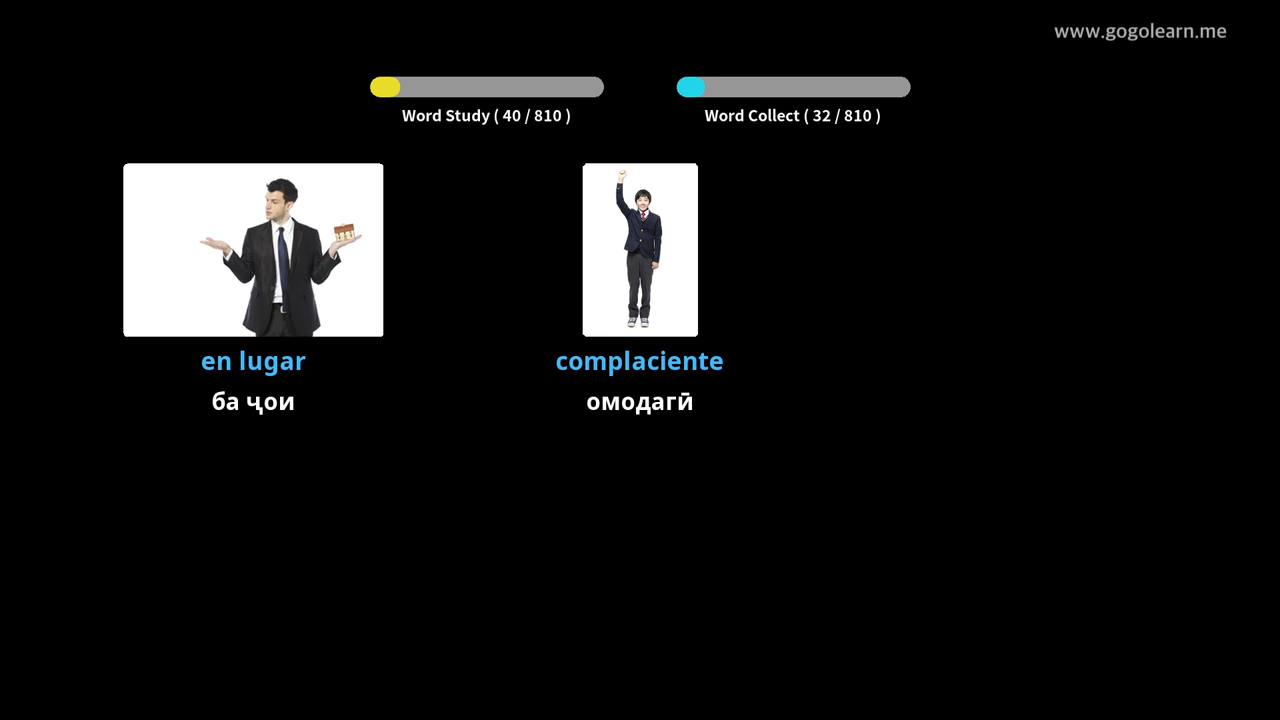 www.gogolearn.me
Word Study ( 40 / 810 )
Word Collect ( 32 / 810 )
en lugar
ба ҷои
complaciente
омодагӣ